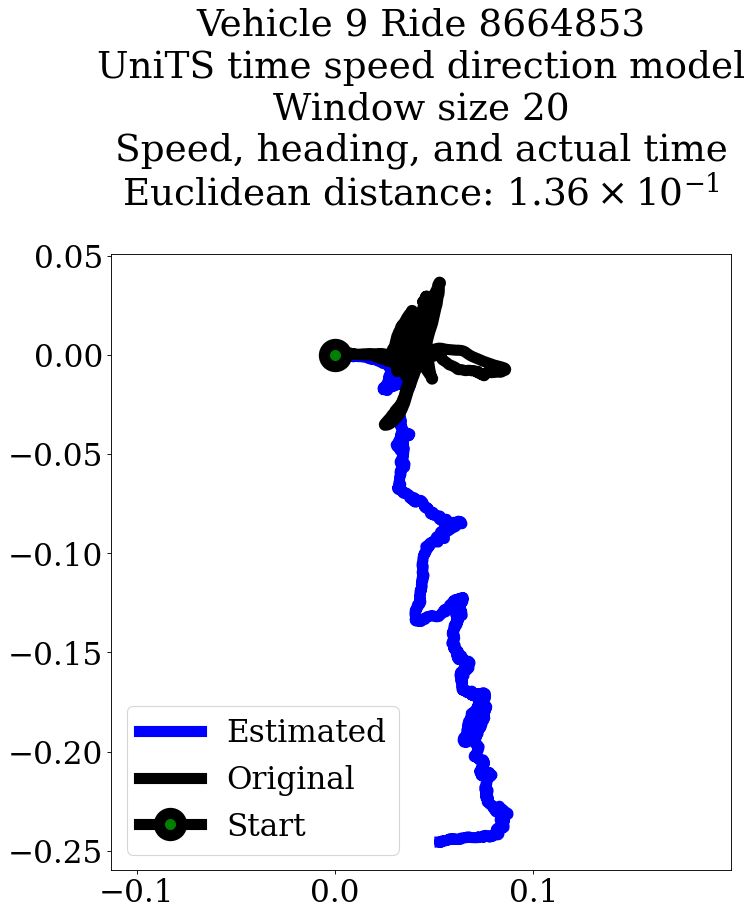 Vehicle 9 Ride 8664853
UniTS time speed direction model
Window size 20
Speed, heading, and actual time
Euclidean distance: 1.36 × 10⁻¹
0.05
0.00
−0.05
−0.10
−0.15
−0.20
−0.25
Estimated
Original
Start
−0.1
0.0
0.1